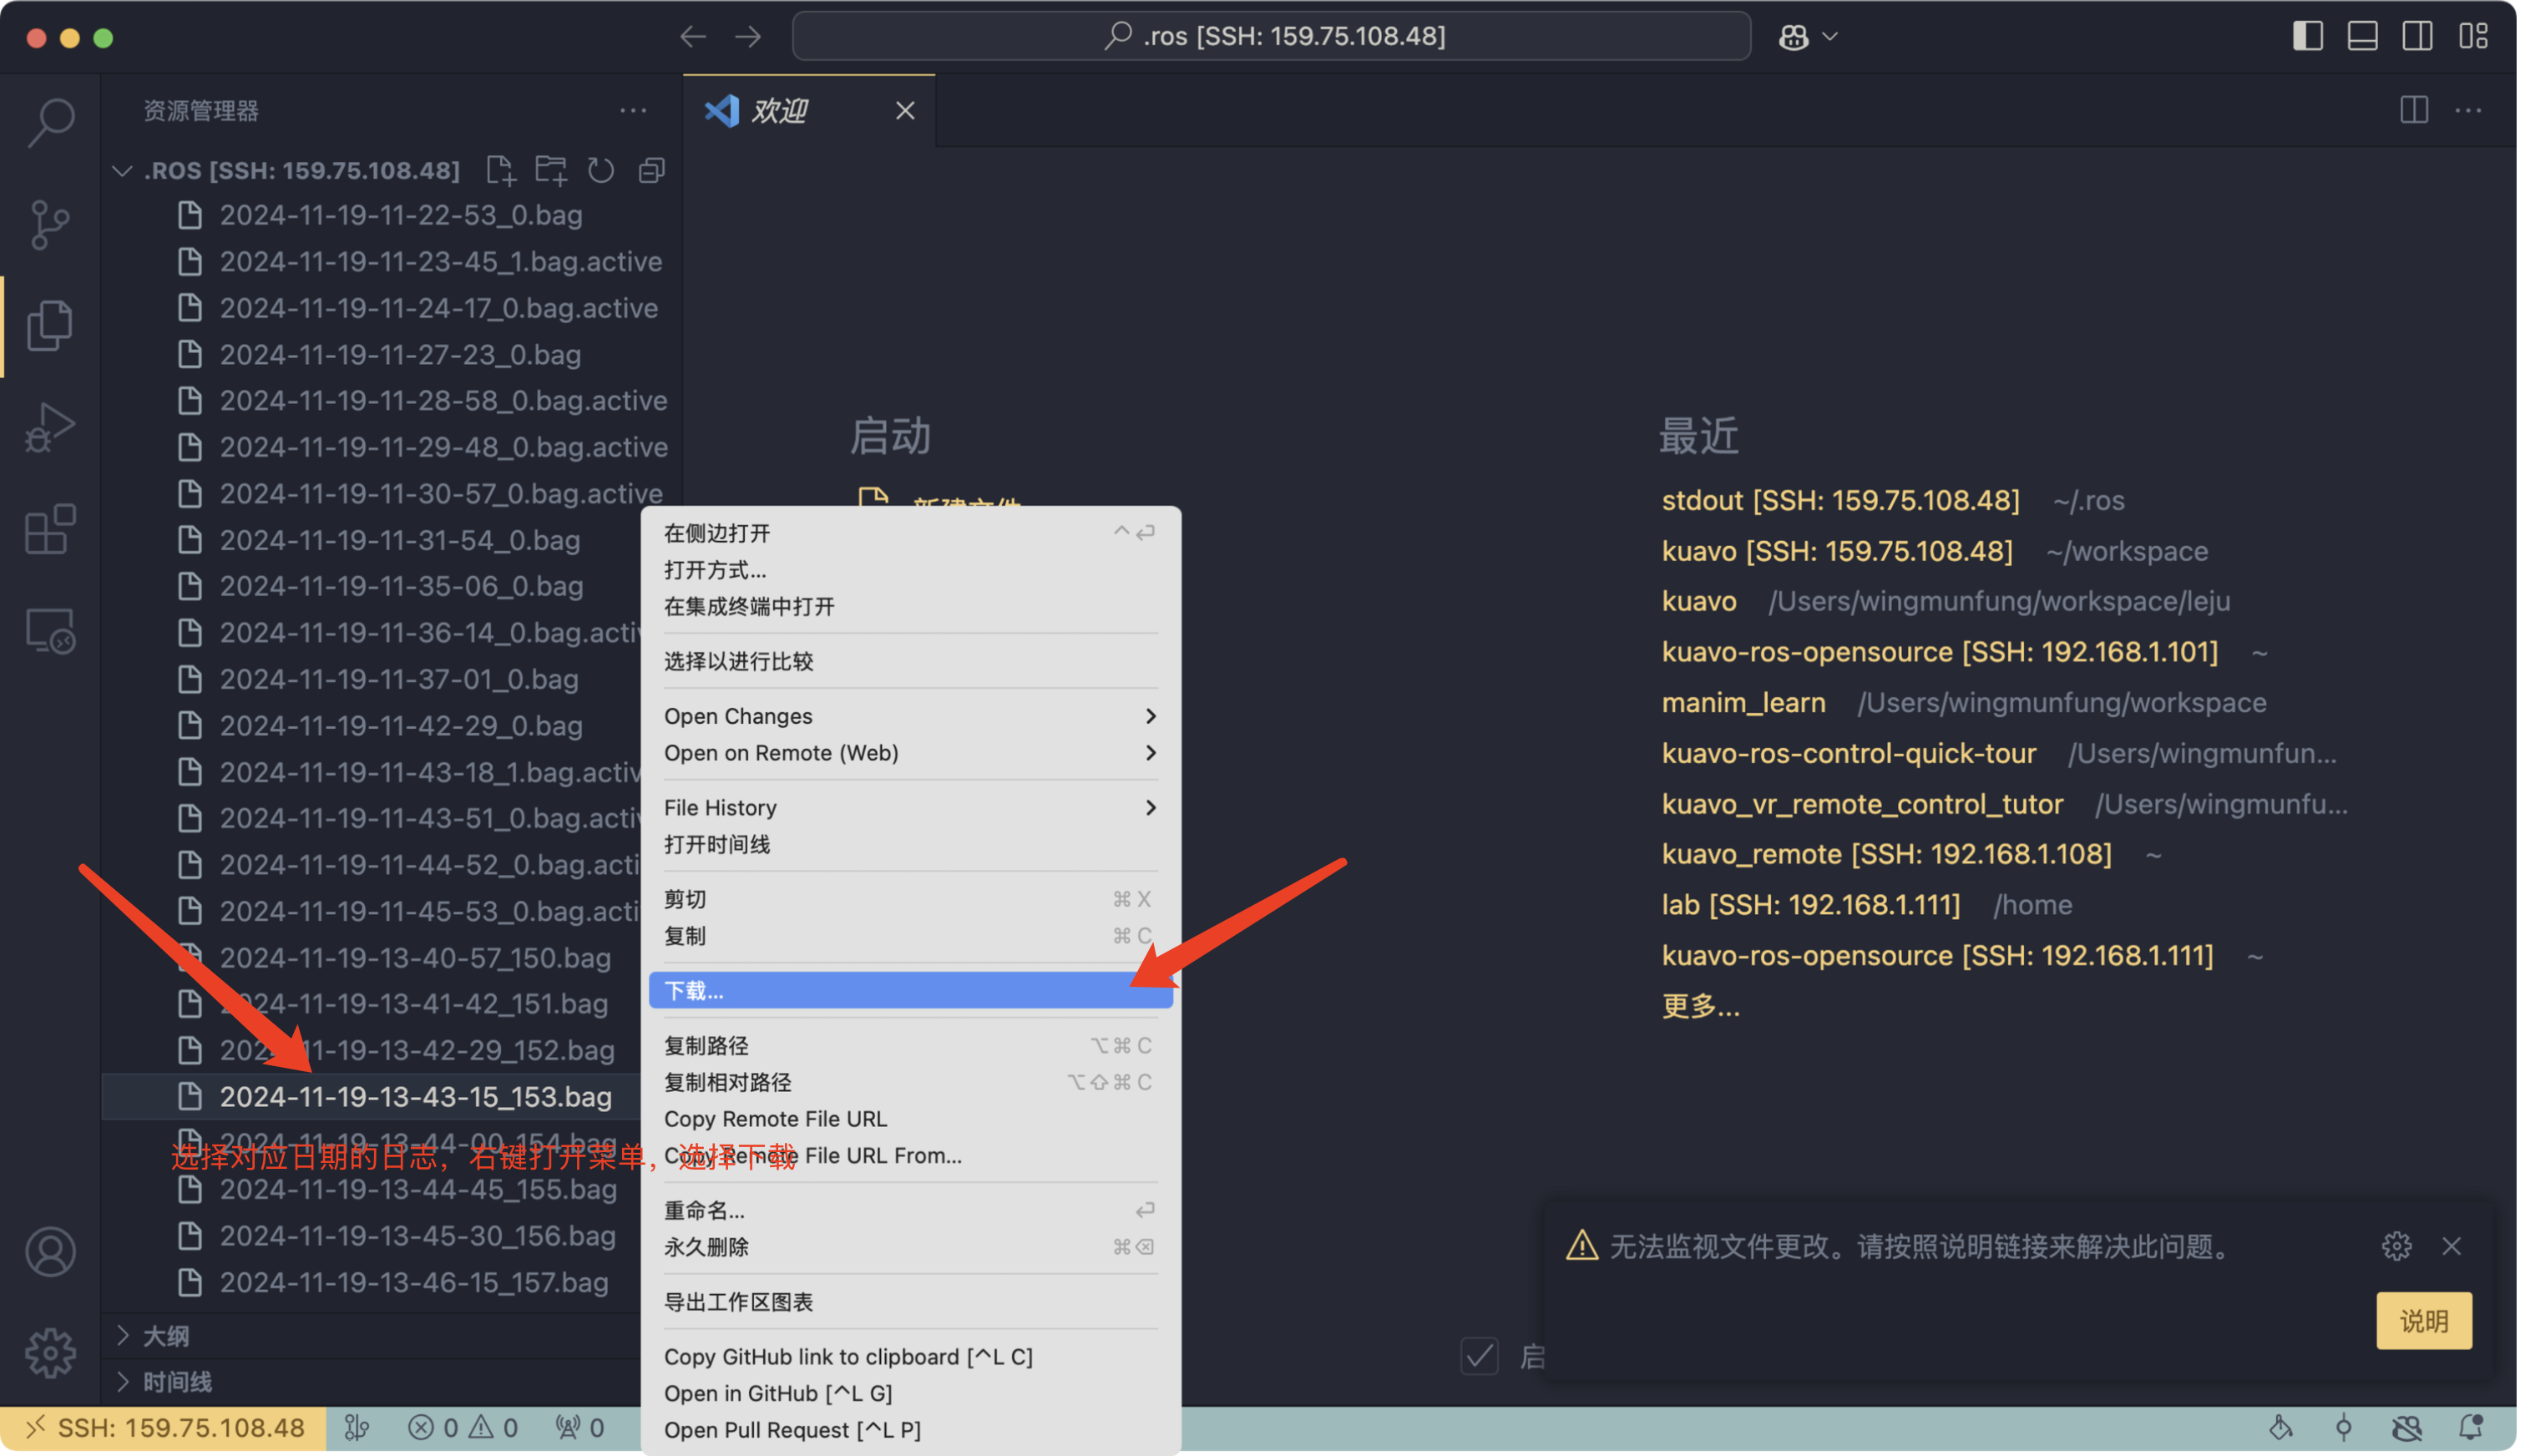 .ros [SSH: 159.75.108.48]
资源管理器
欢迎
.ROS [SSH: 159.75.108.48]
2024-11-19-11-22-53_0.bag
2024-11-19-11-23-45_1.bag.active
2024-11-19-11-24-17_0.bag.active
2024-11-19-11-27-23_0.bag
2024-11-19-11-28-58_0.bag.active
2024-11-19-11-29-48_0.bag.active
2024-11-19-11-30-57_0.bag.active
2024-11-19-11-31-54_0.bag
2024-11-19-11-35-06_0.bag
2024-11-19-11-36-14_0.bag.activ
2024-11-19-11-37-01_0.bag
2024-11-19-11-42-29_0.bag
2024-11-19-11-43-18_1.bag.activ
2024-11-19-11-43-51_0.bag.activ
2024-11-19-11-44-52_0.bag.acti
2024-11-19-11-45-53_0.bag.acti
2024-11-19-13-40-57_150.bag
2024-11-19-13-41-42_151.bag
2024-11-19-13-42-29_152.bag
2024-11-19-13-43-15_153.bag
2024-11-19-13-44-00_154.bag
选择对应日期的日志，右键打开菜单，选择下载
2024-11-19-13-44-45_155.bag
2024-11-19-13-45-30_156.bag
2024-11-19-13-46-15_157.bag
大纲
时间线
启动
新建文件
在侧边打开 ^⏎
打开方式...
在集成终端中打开
选择以进行比较
Open Changes
Open on Remote (Web)
File History
打开时间线
剪切 ⌘ X
复制 ⌘ C
下载...
复制路径 ⌥⌘ C
复制相对路径 ⌥⇧⌘ C
Copy Remote File URL
Copy Remote File URL From...
重命名... ⏎
永久删除 ⌘⌫
导出工作区图表
Copy GitHub link to clipboard [^L C]
Open in GitHub [^L G]
Open Pull Request [^L P]
最近
stdout [SSH: 159.75.108.48] ~/.ros
kuavo [SSH: 159.75.108.48] ~/workspace
kuavo /Users/wingmunfung/workspace/leju
kuavo-ros-opensource [SSH: 192.168.1.101] ~
manim_learn /Users/wingmunfung/workspace
kuavo-ros-control-quick-tour /Users/wingmunfun...
kuavo_vr_remote_control_tutor /Users/wingmunfu...
kuavo_remote [SSH: 192.168.1.108] ~
lab [SSH: 192.168.1.111] /home
kuavo-ros-opensource [SSH: 192.168.1.111] ~
更多...
无法监视文件更改。请按照说明链接来解决此问题。
说明
启
SSH: 159.75.108.48 0 0 0